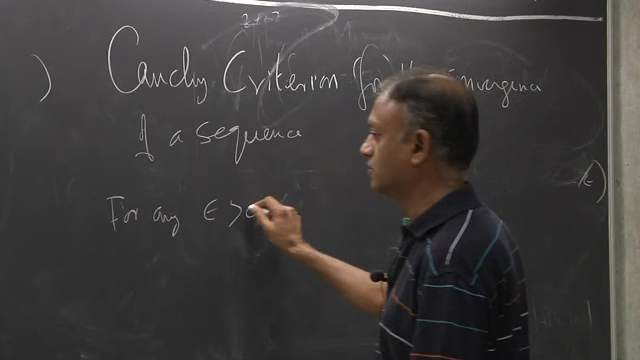 Cauchy Criterion for the Convergence
of a sequence
For any ε > 0